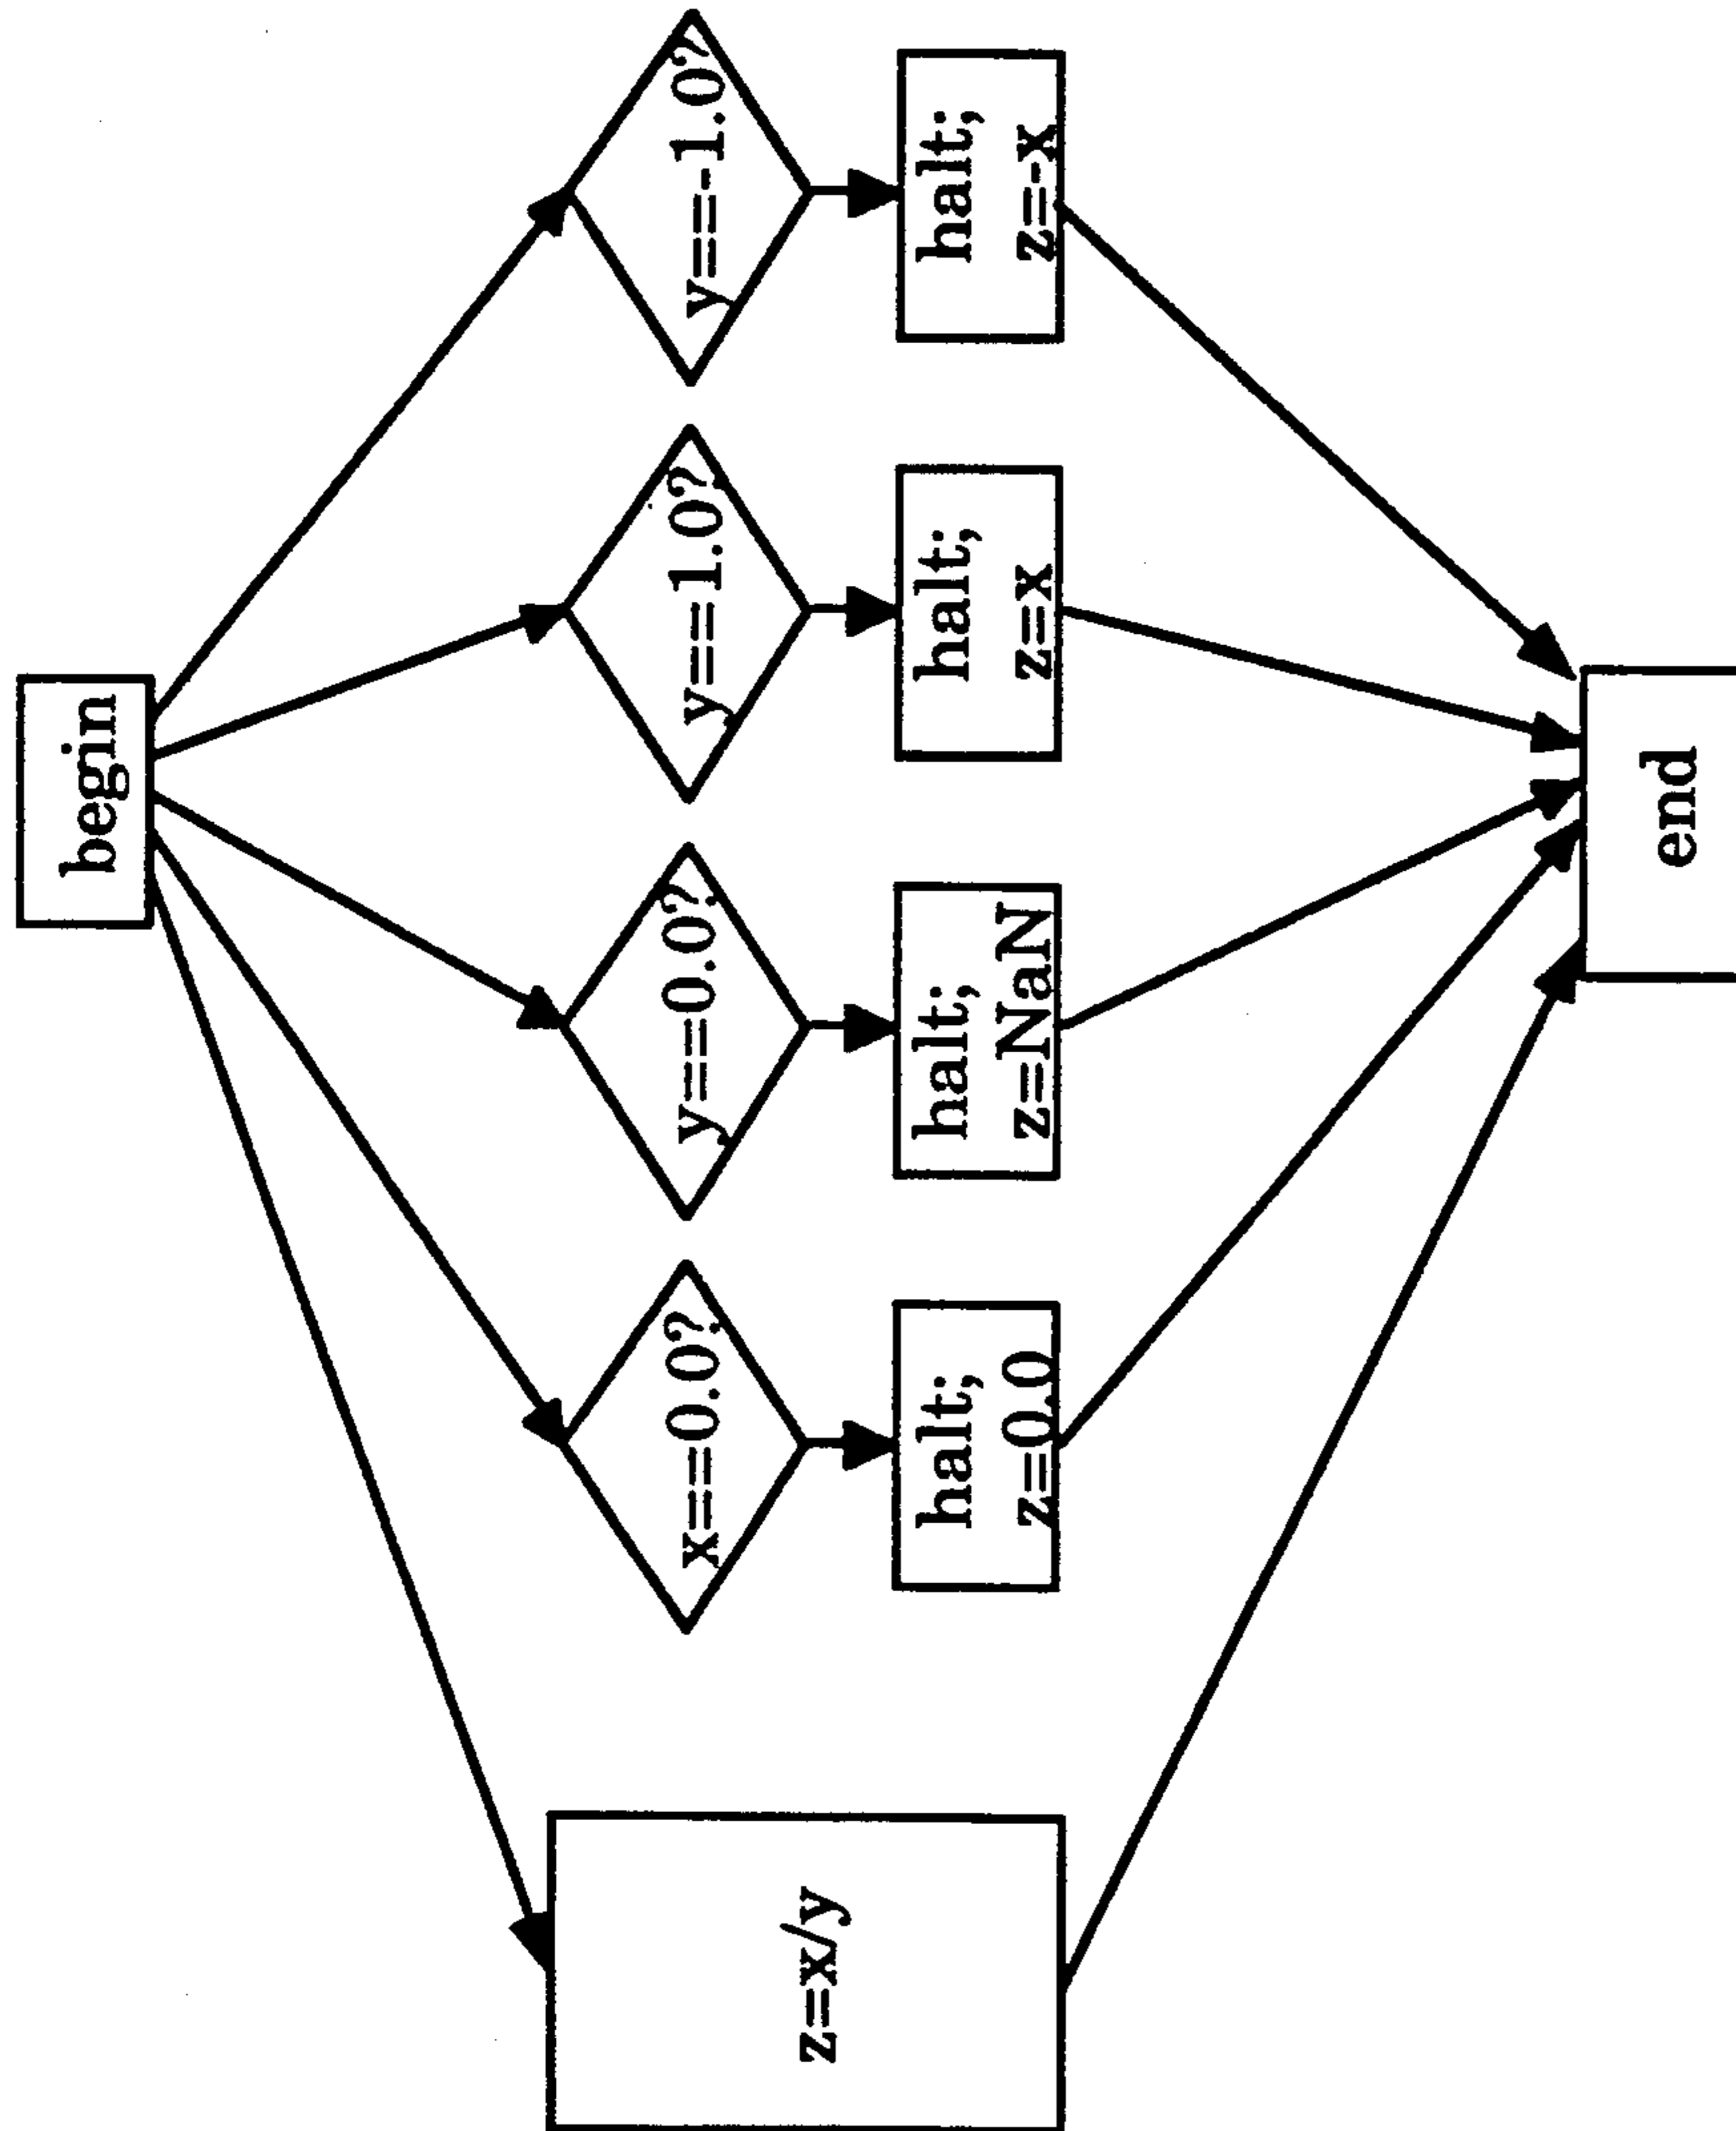 begin
x==0.0?
y==0.0?
y==1.0?
y==-1.0?
z=x/y
halt;
z=0.0
halt;
z=NaN
halt;
z=x
halt;
z=-x
end